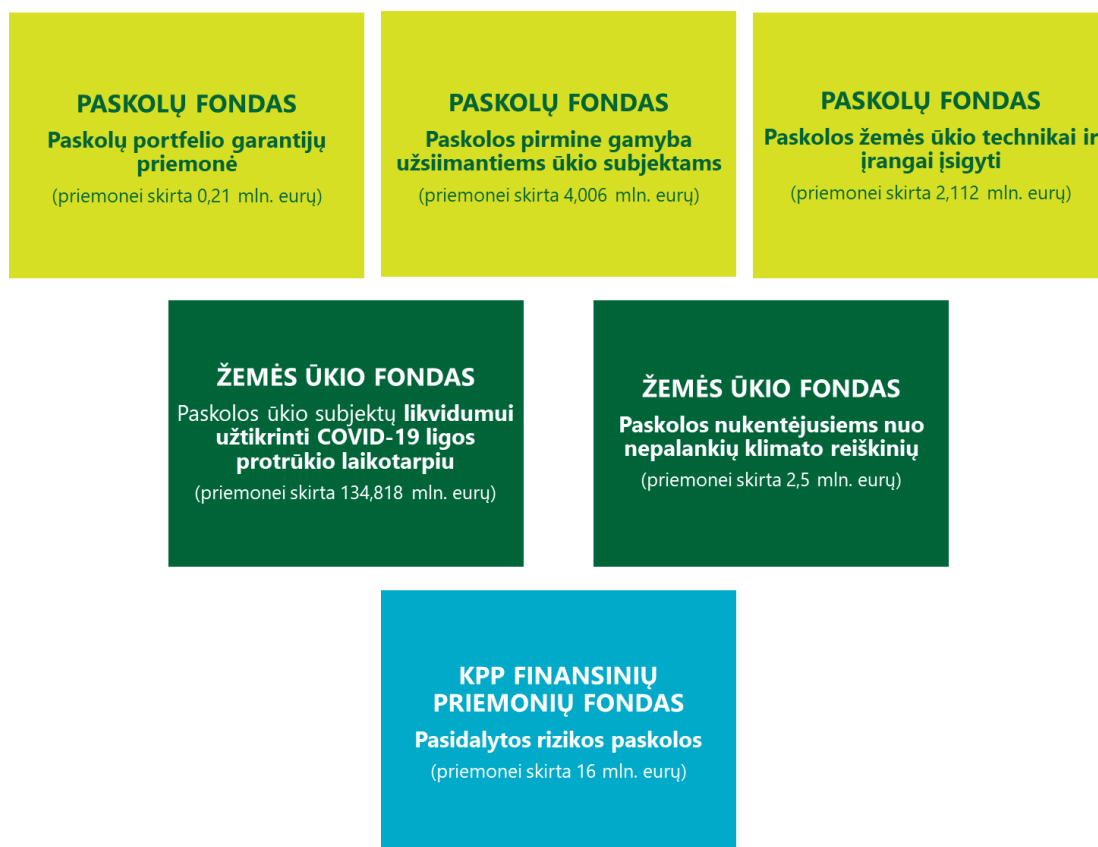 PASKOLŲ FONDAS
Paskolų portfelio garantijų
priemonė
(priemonei skirta 0,21 mln. eurų)
PASKOLŲ FONDAS
Paskolos pirmine gamyba
užsiimantiems ūkio subjektams
(priemonei skirta 4,006 mln. eurų)
PASKOLŲ FONDAS
Paskolos žemės ūkio technikai ir
įrangai įsigyti
(priemonei skirta 2,112 mln. eurų)
ŽEMĖS ŪKIO FONDAS
Paskolos ūkio subjektų likvidumui
užtikrinti COVID-19 ligos
protrūkio laikotarpiu
(priemonei skirta 134,818 mln. eurų)
ŽEMĖS ŪKIO FONDAS
Paskolos nukentėjusiems nuo
nepalankių klimato reiškinių
(priemonei skirta 2,5 mln. eurų)
KPP FINANSINIŲ
PRIEMONIŲ FONDAS
Pasidalytos rizikos paskolos
(priemonei skirta 16 mln. eurų)